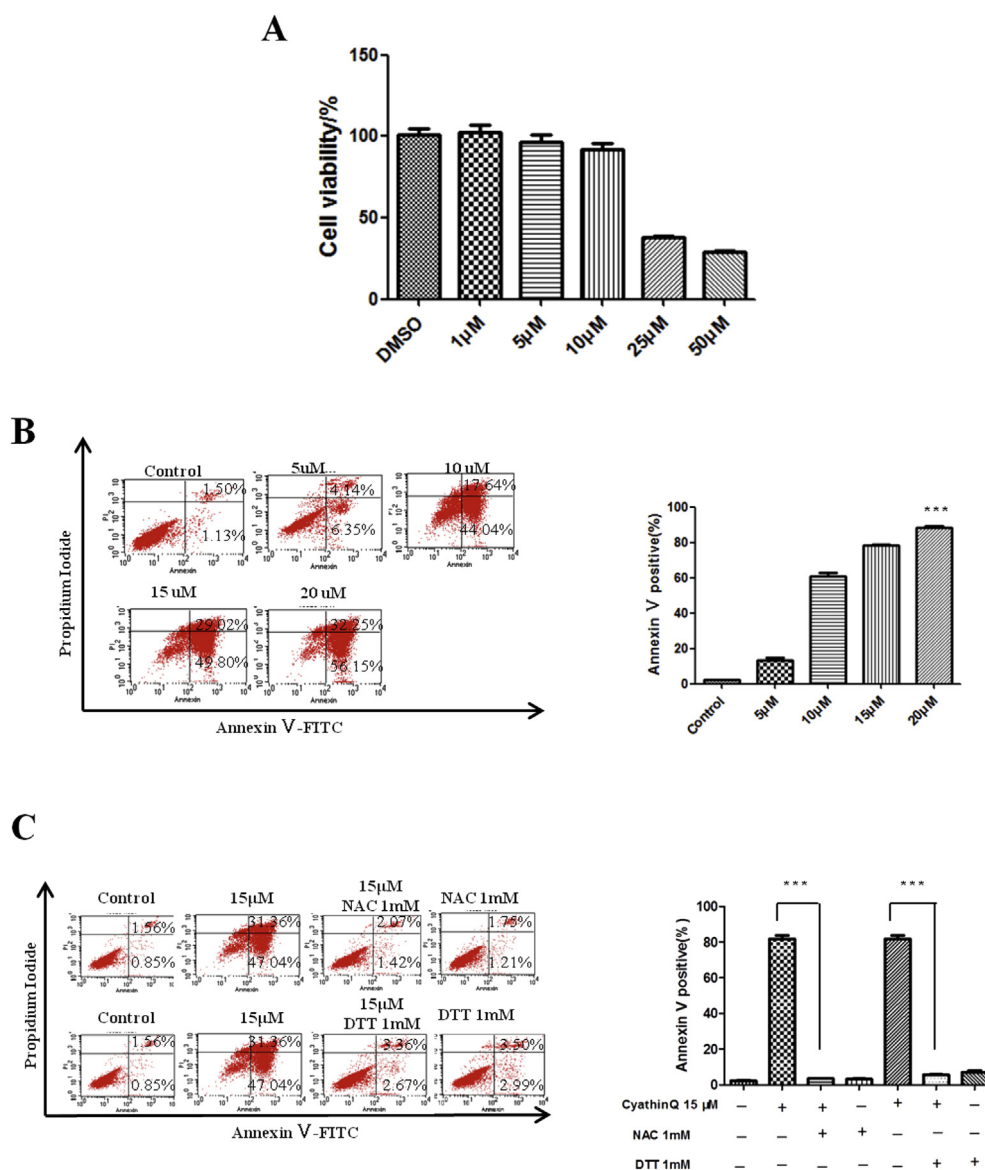 A
Cell viability/%
150
100
50
0
DMSO
1µM
5µM
10µM
25µM
50µM
B
Propidium Iodide
Control
1.50%
1.13%
5uM...
4.14%
6.35%
10 uM
17.64%
44.04%
15 uM
29.02%
49.80%
20 uM
32.25%
56.15%
Annexin V-FITC
Annexin V positive(%)
100
80
60
40
20
0
***
Control
5µM
10µM
15µM
20µM
C
Propidium Iodide
Control
1.56%
0.85%
15µM
31.36%
47.04%
15µM
NAC 1mM
2.07%
1.42%
NAC 1mM
1.75%
1.21%
Control
1.56%
0.85%
15µM
31.36%
47.04%
15µM
DTT 1mM
3.36%
2.67%
DTT 1mM
3.50%
2.99%
Annexin V-FITC
Annexin V positive(% )
100
80
60
40
20
0
*** ***
CyathinQ 15 µM – + + – + + –
NAC 1mM – – + + – – –
DTT 1mM – – – – – + +